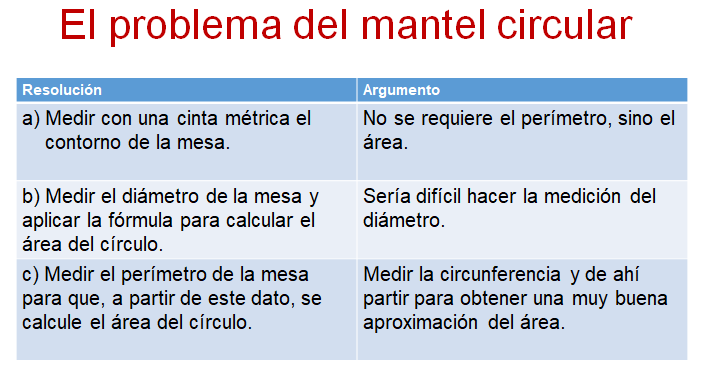 El problema del mantel circular
Resolución
Argumento
a) Medir con una cinta métrica el
contorno de la mesa.
No se requiere el perímetro, sino el
área.
b) Medir el diámetro de la mesa y
aplicar la fórmula para calcular el
área del círculo.
Sería difícil hacer la medición del
diámetro.
c) Medir el perímetro de la mesa
para que, a partir de este dato, se
calcule el área del círculo.
Medir la circunferencia y de ahí
partir para obtener una muy buena
aproximación del área.